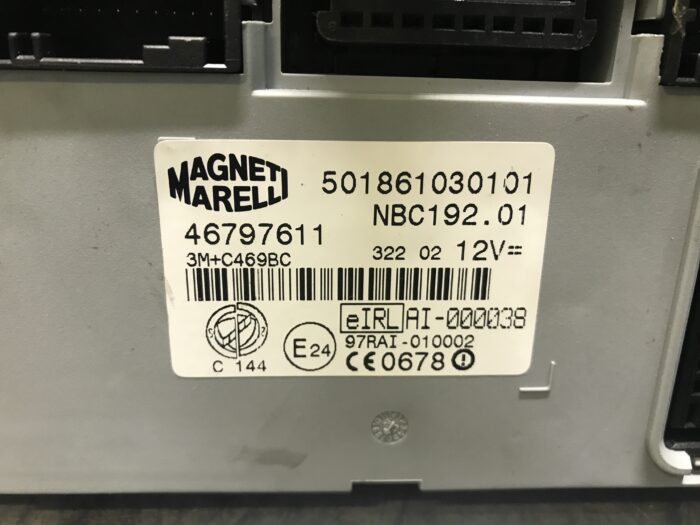 MAGNETI
MARELLI
501861030101
NBC192.01
46797611
3M+C469BC
322 02 12V
eIRL AI-000038
97RAI-010002
C 144
E24
CE0678